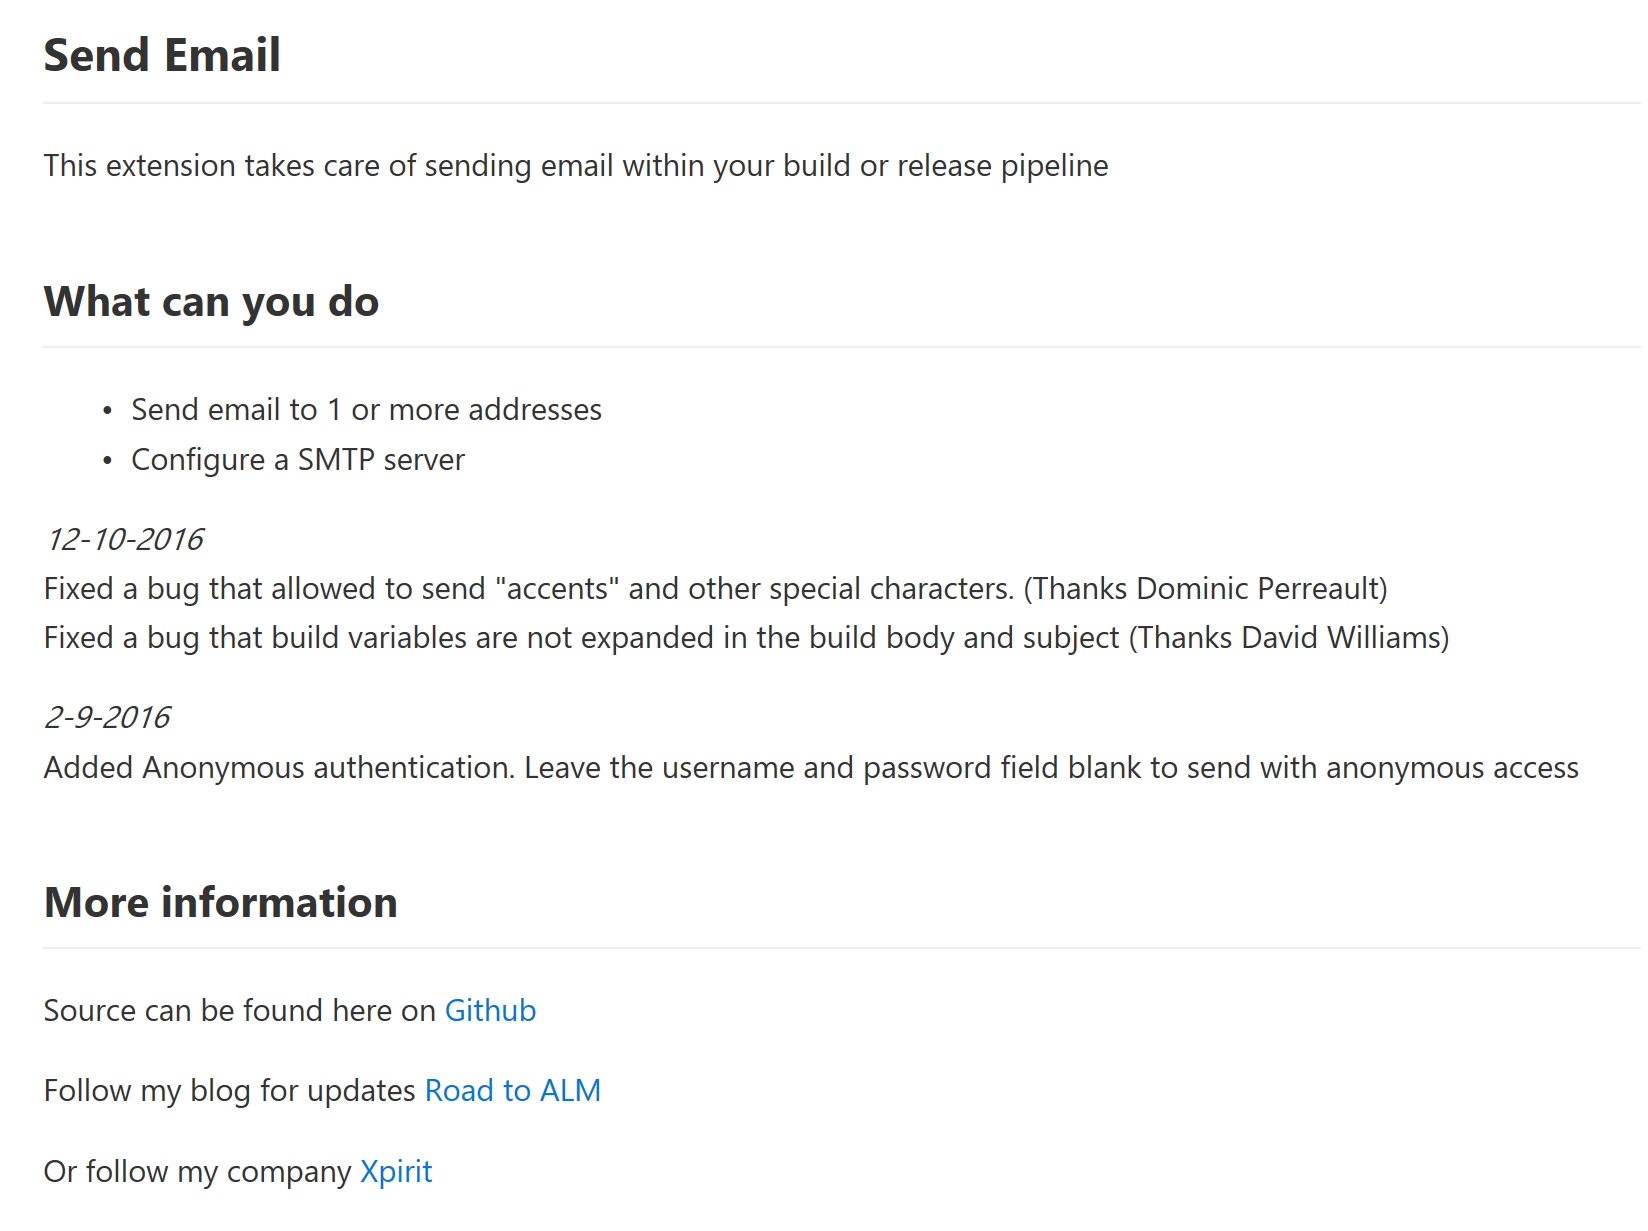 Send Email
This extension takes care of sending email within your build or release pipeline
What can you do
• Send email to 1 or more addresses
• Configure a SMTP server
12-10-2016
Fixed a bug that allowed to send "accents" and other special characters. (Thanks Dominic Perreault)
Fixed a bug that build variables are not expanded in the build body and subject (Thanks David Williams)
2-9-2016
Added Anonymous authentication. Leave the username and password field blank to send with anonymous access
More information
Source can be found here on Github
Follow my blog for updates Road to ALM
Or follow my company Xpirit